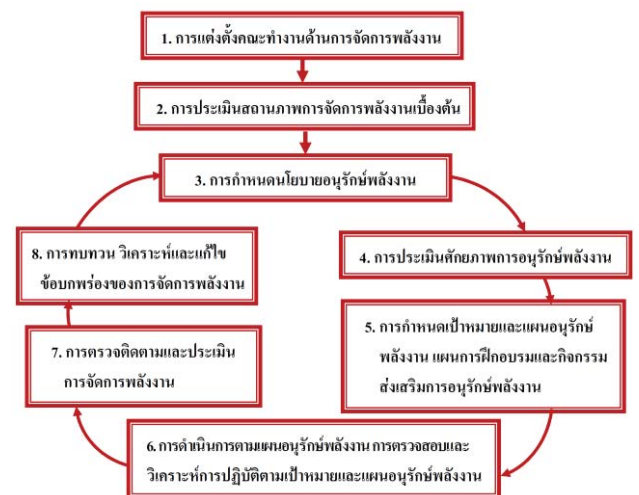 1. การแต่งตั้งคณะทำงานด้านการจัดการพลังงาน
2. การประเมินสถานภาพการจัดการพลังงานเบื้องต้น
3. การกำหนดนโยบายอนุรักษ์พลังงาน
4. การประเมินศักยภาพการอนุรักษ์พลังงาน
5. การกำหนดเป้าหมายและแผนอนุรักษ์
พลังงาน แผนการฝึกอบรมและกิจกรรม
ส่งเสริมการอนุรักษ์พลังงาน
6. การดำเนินการตามแผนอนุรักษ์พลังงาน การตรวจสอบและ
วิเคราะห์การปฏิบัติตามเป้าหมายและแผนอนุรักษ์พลังงาน
7. การตรวจติดตามและประเมิน
การจัดการพลังงาน
8. การทบทวน วิเคราะห์และแก้ไข
ข้อบกพร่องของการจัดการพลังงาน